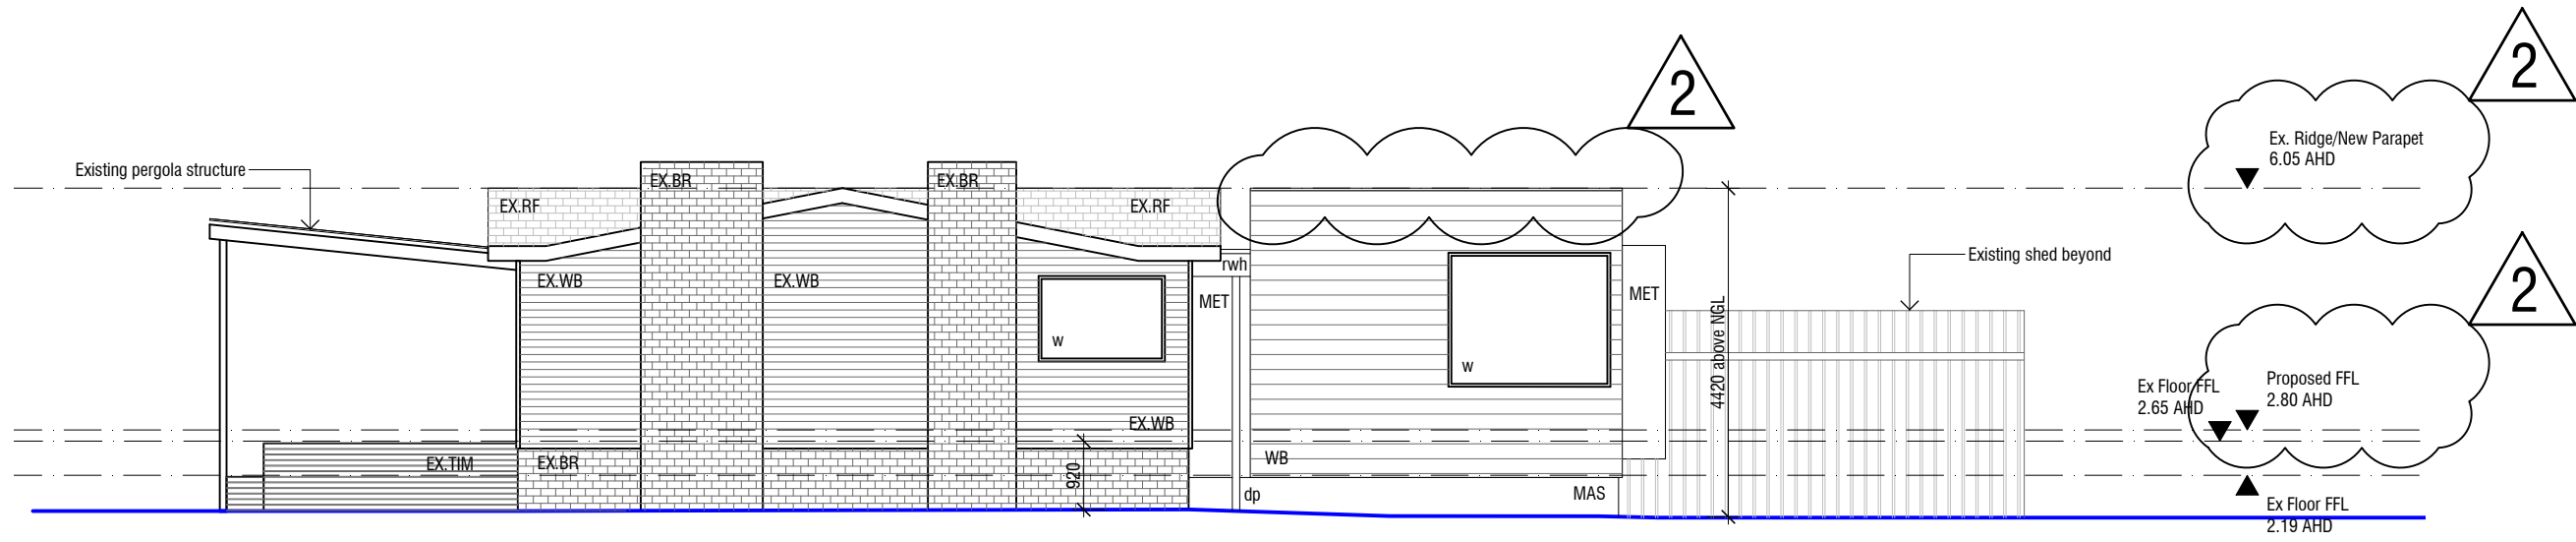 2
2
Ex. Ridge/New Parapet
6.05 AHD
Existing pergola structure
EX.BR
EX.BR
EX.RF
EX.RF
Existing shed beyond
rwh
EX.WB
EX.WB
MET
MET
w
w
4420 above NGL
2
Proposed FFL
2.80 AHD
Ex Floor FFL
2.65 AHD
EX.WB
EX.TIM
EX.BR
920
WB
dp
MAS
Ex Floor FFL
2.19 AHD